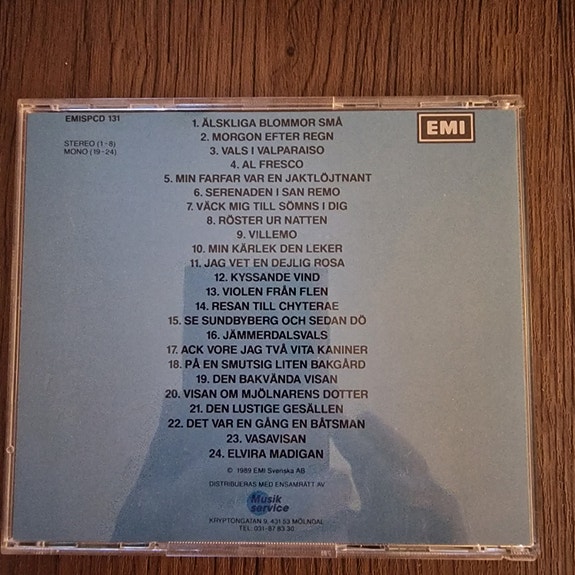 EMISPCD 131
STEREO (1-8)
MONO (19-24)
EMI
1. ÄLSKLIGA BLOMMOR SMÅ
2. MORGON EFTER REGN
3. VALS I VALPARAISO
4. AL FRESCO
5. MIN FARFAR VAR EN JAKTLÖJTNANT
6. SERENADEN I SAN REMO
7. VÄCK MIG TILL SÖMNS I DIG
8. RÖSTER UR NATTEN
9. VILLEMO
10. MIN KÄRLEK DEN LEKER
11. JAG VET EN DEJLIG ROSA
12. KYSSANDE VIND
13. VIOLEN FRÅN FLEN
14. RESAN TILL CHYTERAE
15. SE SUNDBYBERG OCH SEDAN DÖ
16. JÄMMERDALSVALS
17. ACK VORE JAG TVÅ VITA KANINER
18. PÅ EN SMUTSIG LITEN BAKGÅRD
19. DEN BAKVÄNDA VISAN
20. VISAN OM MJÖLNARENS DOTTER
21. DEN LUSTIGE GESÄLLEN
22. DET VAR EN GÅNG EN BÅTSMAN
23. VASAVISAN
24. ELVIRA MADIGAN
© 1989 EMI Svenska AB
DISTRIBUERAS MED ENSAMRÄTT AV
Musik
service
KRYPTONGATAN 9, 431 53 MÖLNDAL
TEL. 031-87 83 30